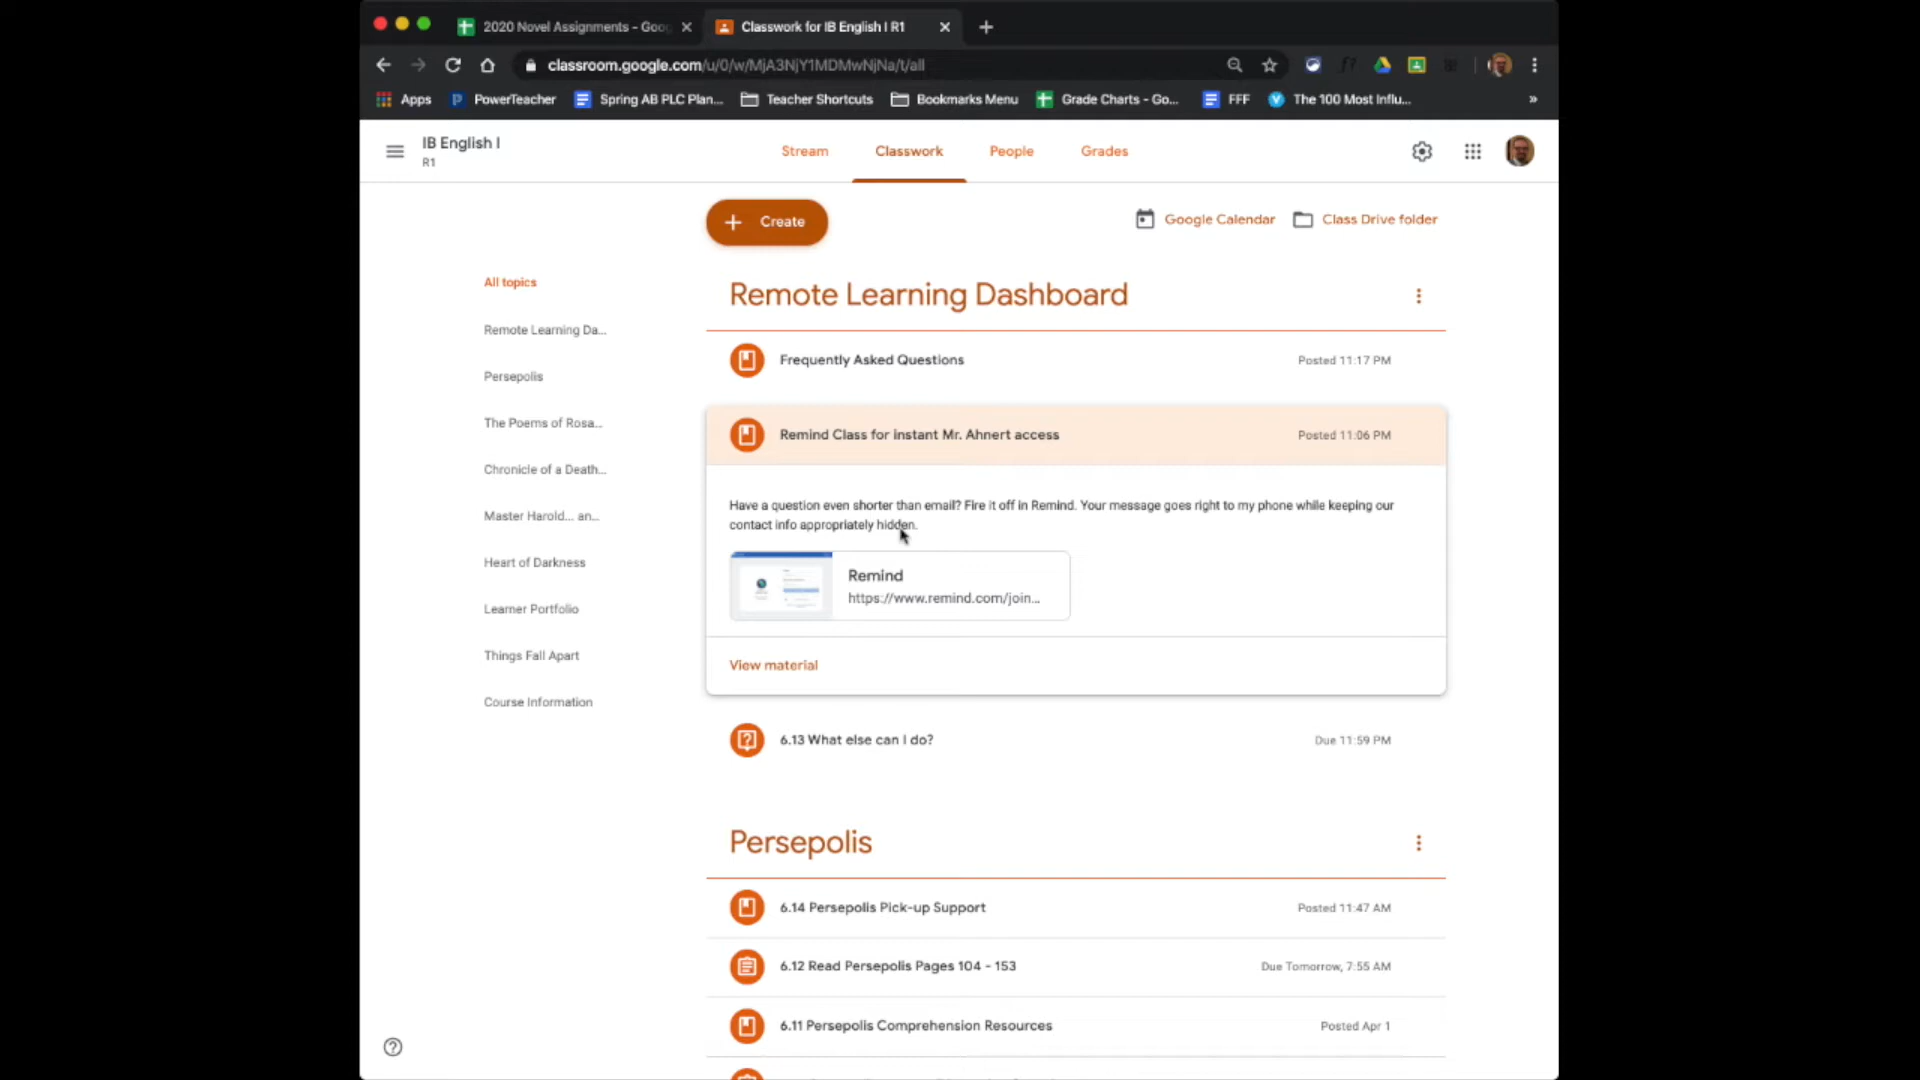 2020 Novel Assignments - Goo
Classwork for IB English I R1
classroom.google.com/u/0/w/MjA3NjY1MDMwNjNa/t/all
Apps
PowerTeacher
Spring AB PLC Plan...
Teacher Shortcuts
Bookmarks Menu
Grade Charts - Go...
FFF
The 100 Most Influ...
IB English I
R1
Stream
Classwork
People
Grades
Create
Google Calendar
Class Drive folder
All topics
Remote Learning Da...
Persepolis
The Poems of Rosa...
Chronicle of a Death...
Master Harold... an...
Heart of Darkness
Learner Portfolio
Things Fall Apart
Course Information
Remote Learning Dashboard
Frequently Asked Questions
Posted 11:17 PM
Remind Class for instant Mr. Ahnert access
Posted 11:06 PM
Have a question even shorter than email? Fire it off in Remind. Your message goes right to my phone while keeping our
contact info appropriately hidden.
Remind
https://www.remind.com/join...
View material
6.13 What else can I do?
Due 11:59 PM
Persepolis
6.14 Persepolis Pick-up Support
Posted 11:47 AM
6.12 Read Persepolis Pages 104 - 153
Due Tomorrow, 7:55 AM
6.11 Persepolis Comprehension Resources
Posted Apr 1